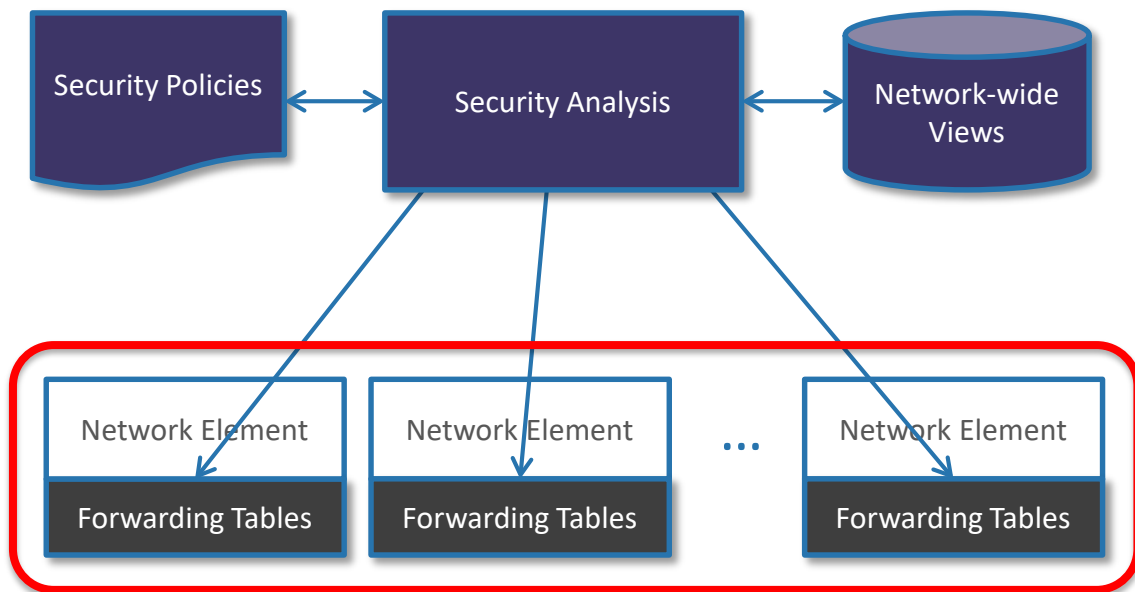 Security Policies
Security Analysis
Network-wide
Views
Network Element
Network Element
...
Network Element
Forwarding Tables
Forwarding Tables
Forwarding Tables